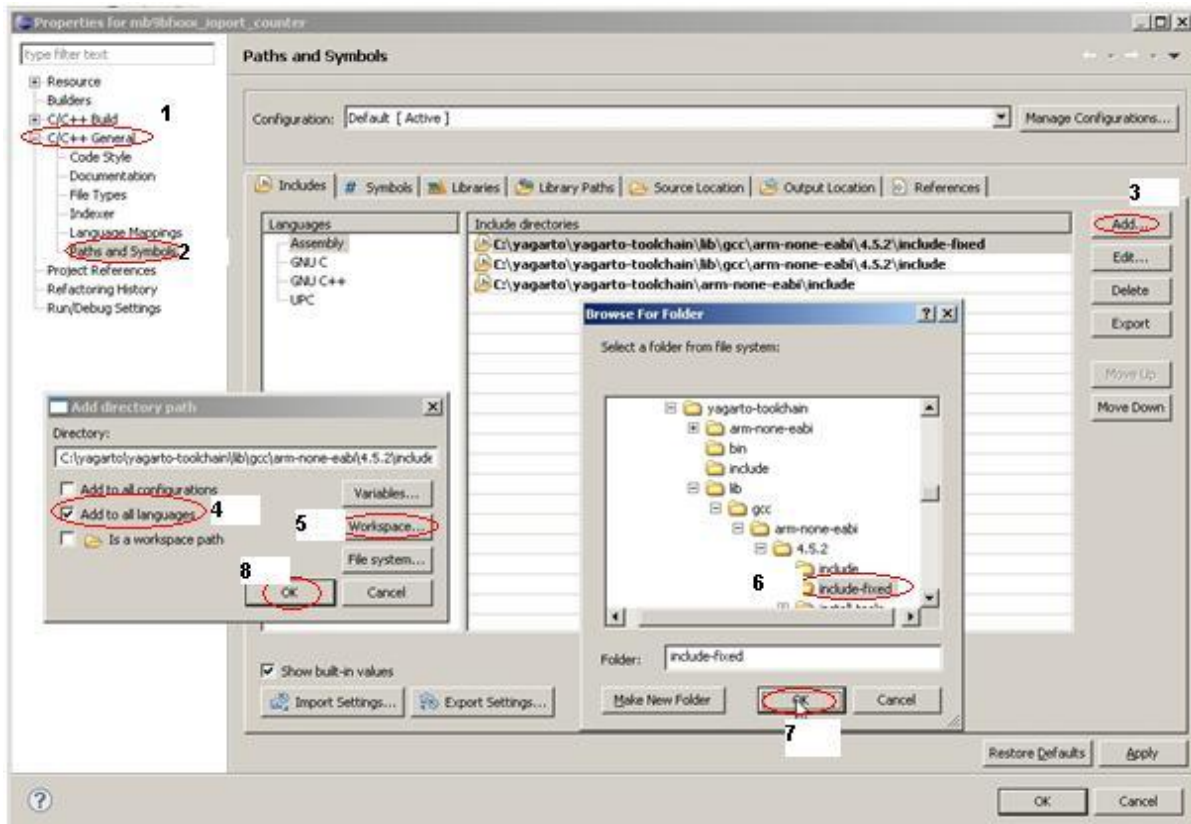 Properties for mb9bfxxx_ioport_counter
type filter text
Resource
Builders
C/C++ Build
1
C/C++ General
Code Style
Documentation
File Types
Indexer
Language Mappings
Paths and Symbols
2
Project References
Refactoring History
Run/Debug Settings
Paths and Symbols
Configuration:
Default [ Active ]
Manage Configurations...
Includes
# Symbols
Libraries
Library Paths
Source Location
Output Location
References
3
Languages
Assembly
GNU C
GNU C++
UPC
Include directories
C:\yagarto\yagarto-toolchain\lib\gcc\arm-none-eabi\4.5.2\include-fixed
C:\yagarto\yagarto-toolchain\lib\gcc\arm-none-eabi\4.5.2\include
C:\yagarto\yagarto-toolchain\arm-none-eabi\include
Add...
Edit...
Delete
Export
Move Up
Move Down
Add directory path
Directory:
C:\yagarto\yagarto-toolchain\lib\gcc\arm-none-eabi\4.5.2\include
Add to all configurations
Add to all languages
4
Is a workspace path
Variables...
5
Workspace...
File system...
8
OK
Cancel
Browse For Folder
Select a folder from file system:
yagarto-toolchain
arm-none-eabi
bin
include
lib
gcc
arm-none-eabi
4.5.2
include
6
include-fixed
install-tools
Folder:
include-fixed
Make New Folder
OK
Cancel
7
Show built-in values
Import Settings...
Export Settings...
Restore Defaults
Apply
?
OK
Cancel